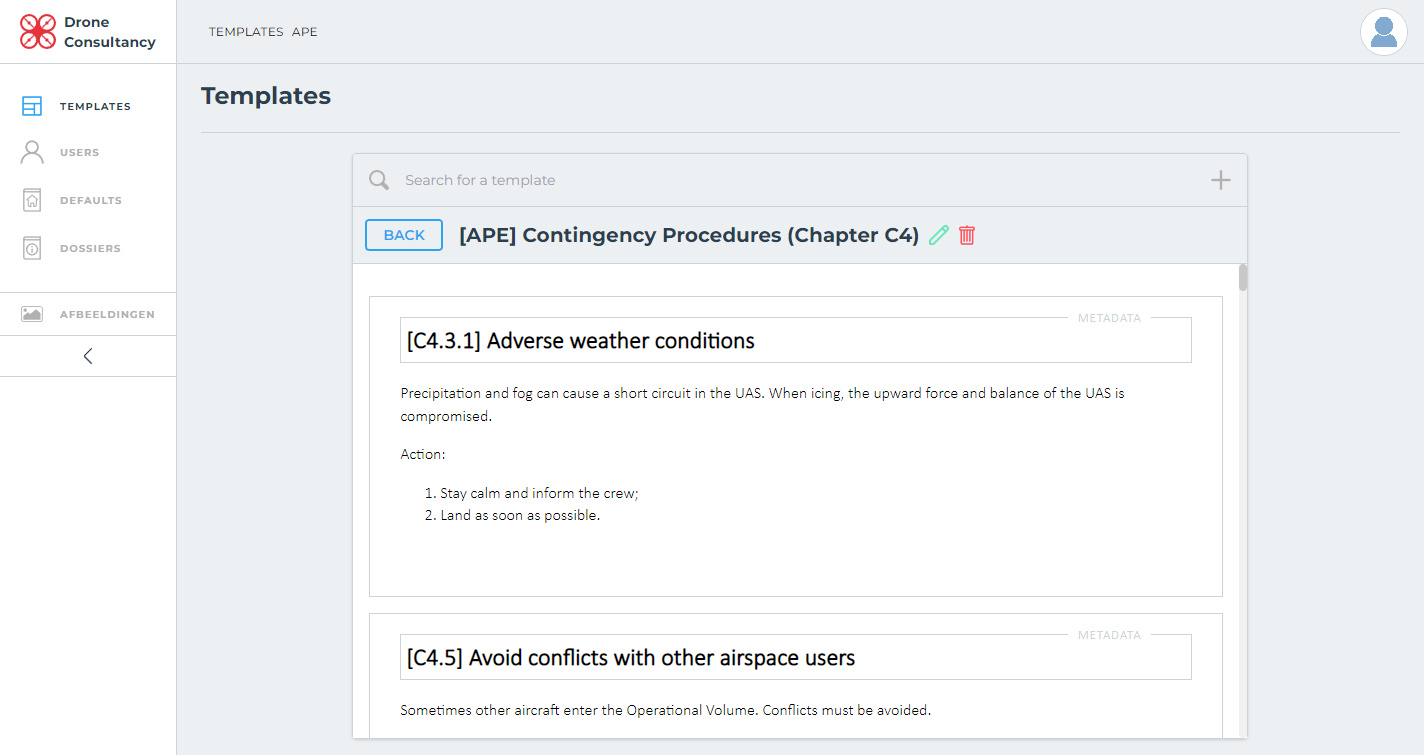 Drone
Consultancy
TEMPLATES APE
TEMPLATES
USERS
DEFAULTS
DOSSIERS
AFBEELDINGEN
Templates
Search for a template
BACK
[APE] Contingency Procedures (Chapter C4)
METADATA
[C4.3.1] Adverse weather conditions
Precipitation and fog can cause a short circuit in the UAS. When icing, the upward force and balance of the UAS is
compromised.
Action:
1. Stay calm and inform the crew;
2. Land as soon as possible.
METADATA
[C4.5] Avoid conflicts with other airspace users
Sometimes other aircraft enter the Operational Volume. Conflicts must be avoided.